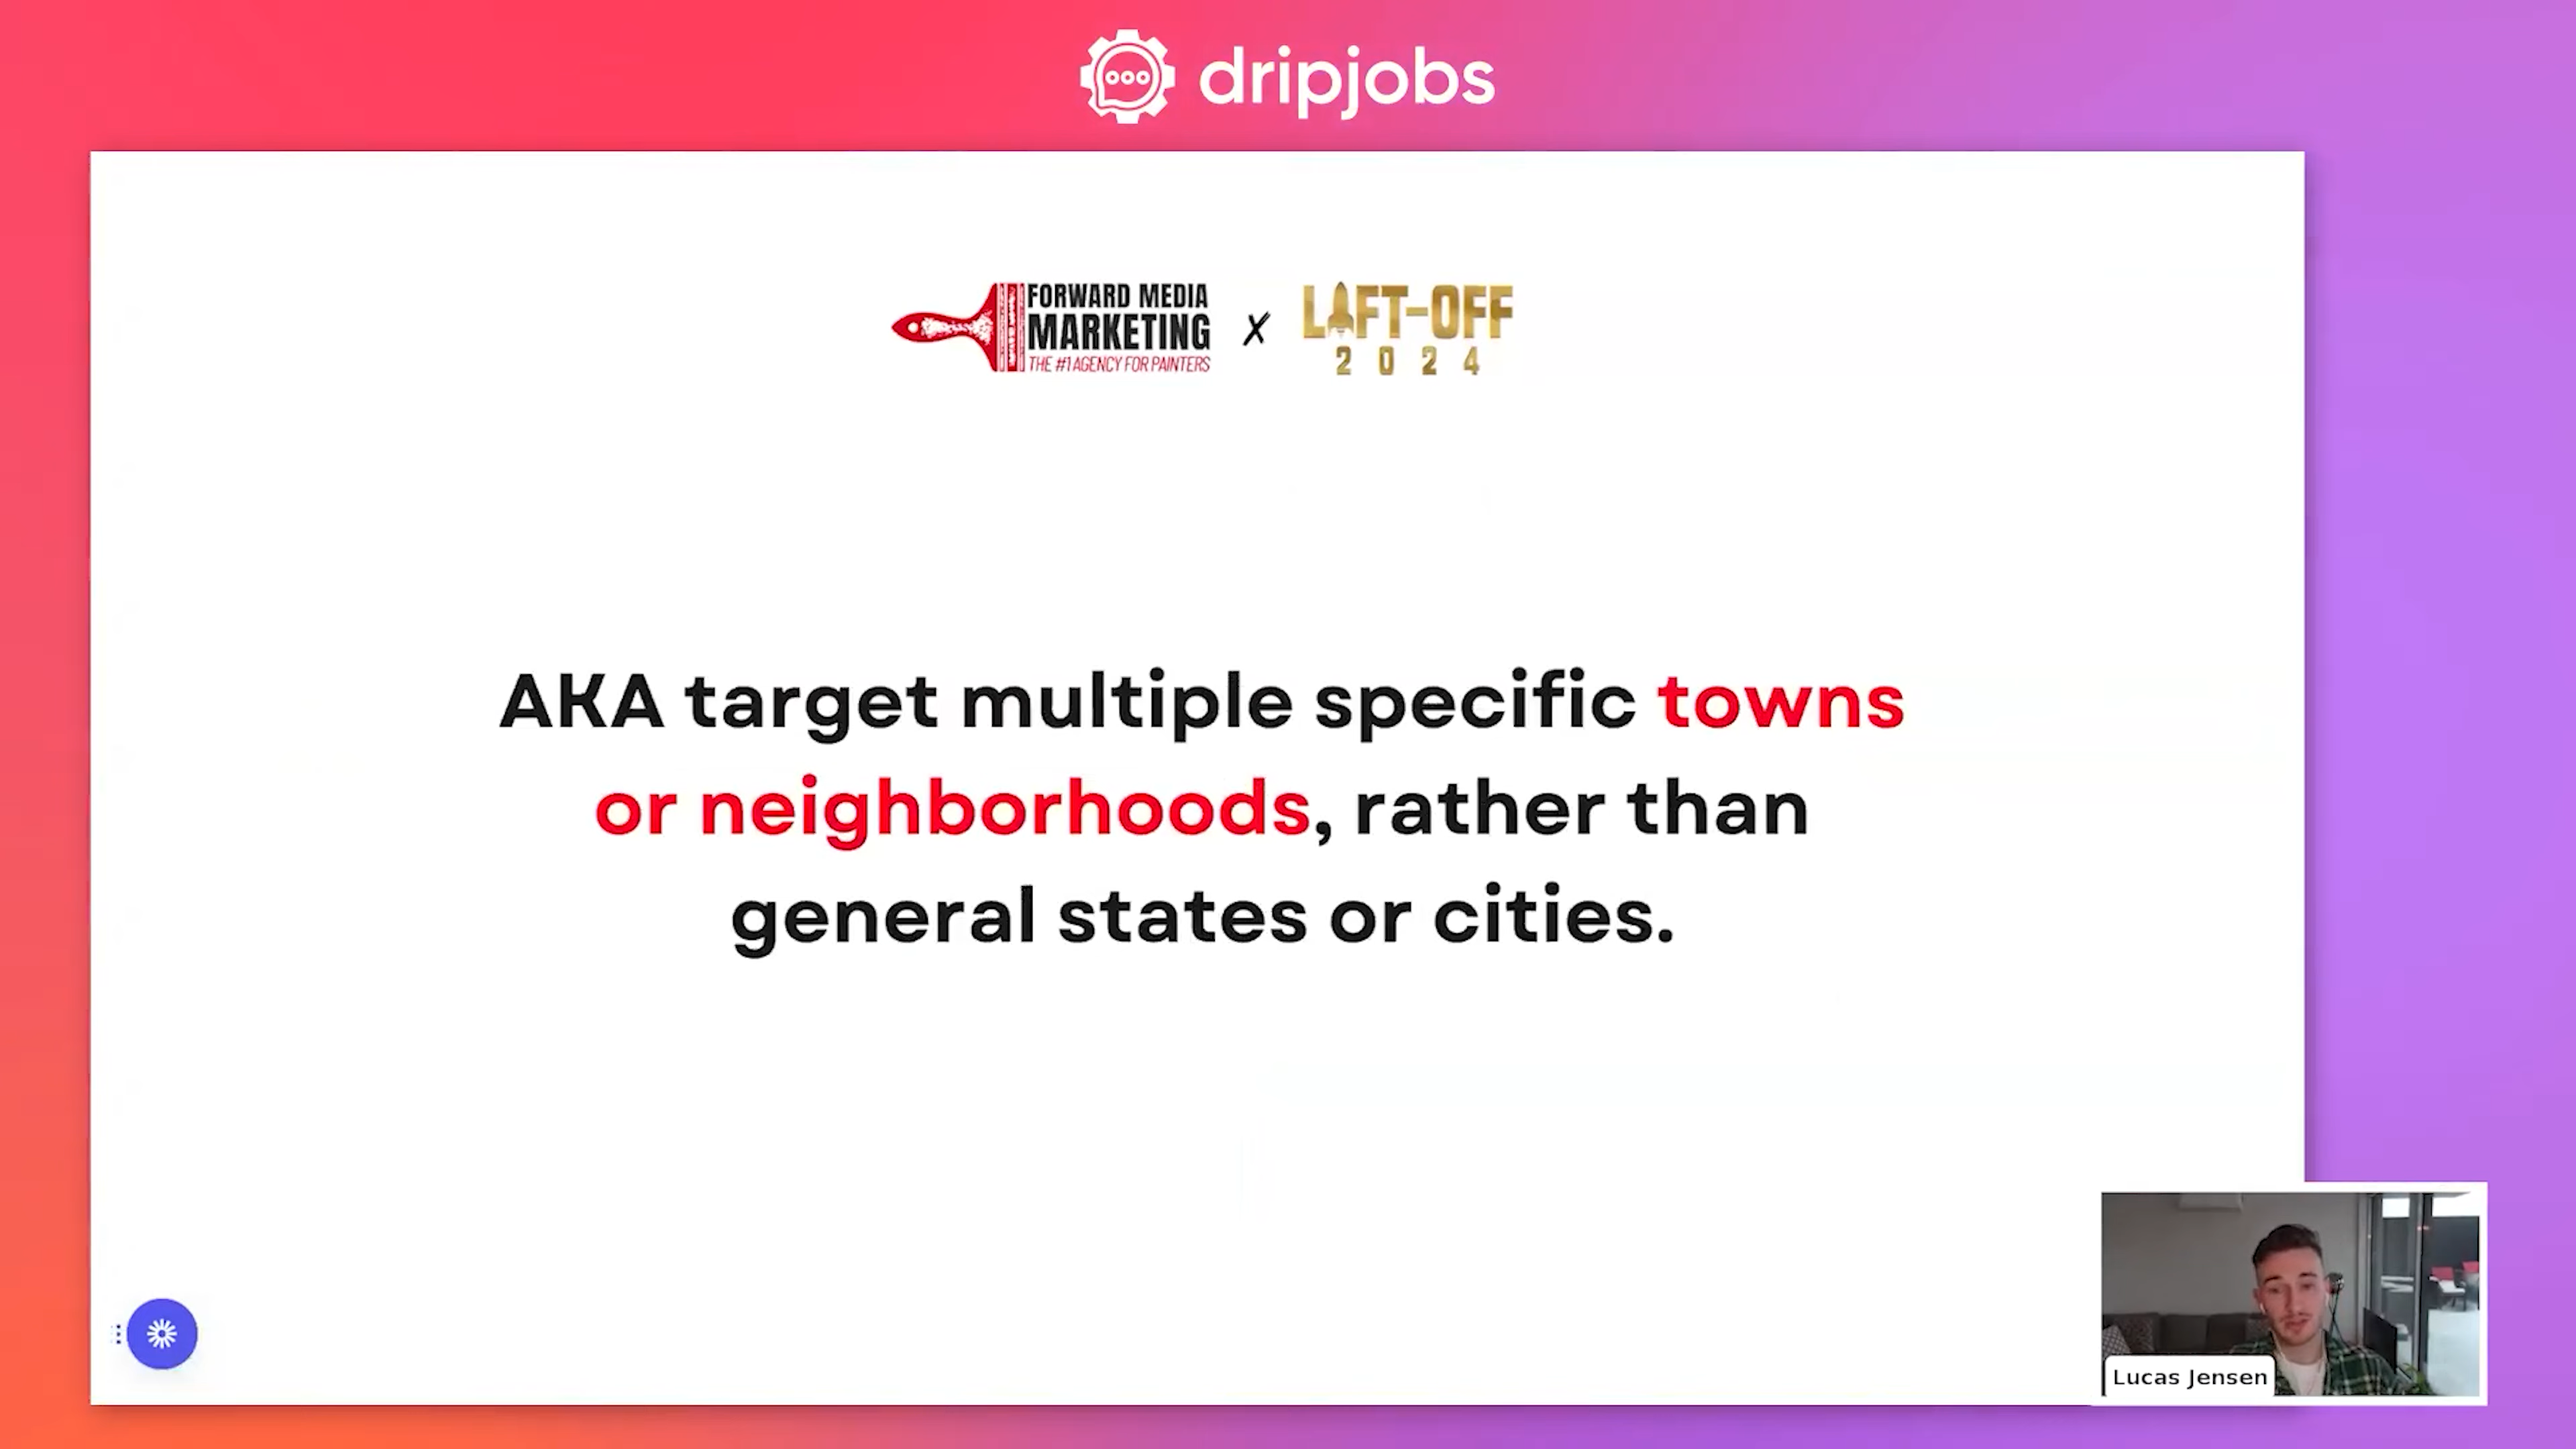 dripjobs
FORWARD MEDIA
MARKETING
THE #1 AGENCY FOR PAINTERS
X
LIFT-OFF
2024
AKA target multiple specific towns
or neighborhoods, rather than
general states or cities.
Lucas Jensen